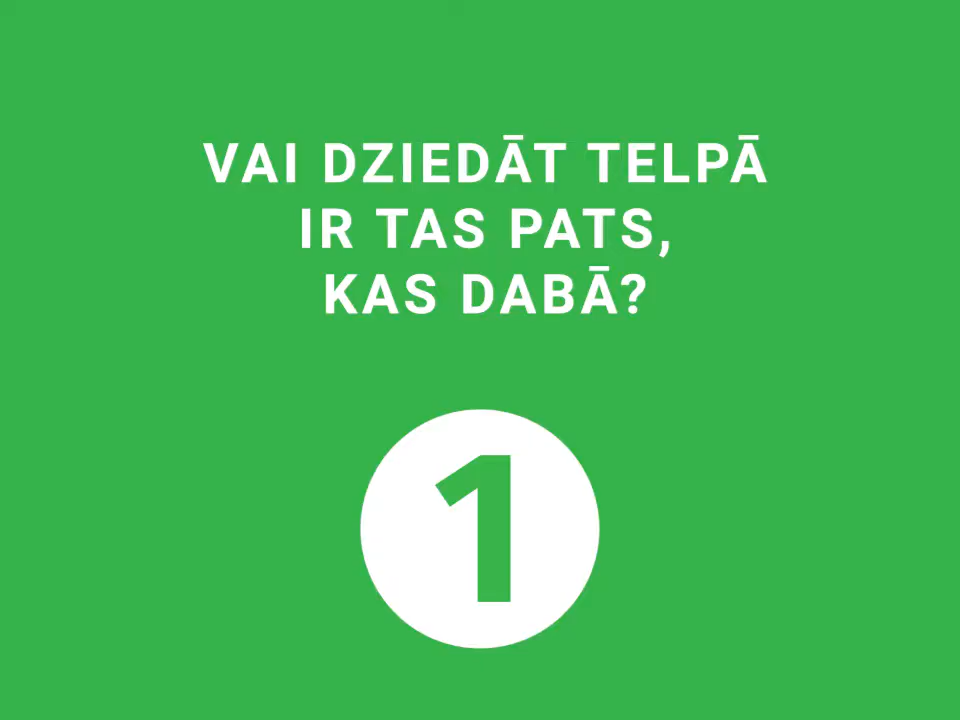 VAI DZIEDĀT TELPĀ
IR TAS PATS,
KAS DABĀ?
1